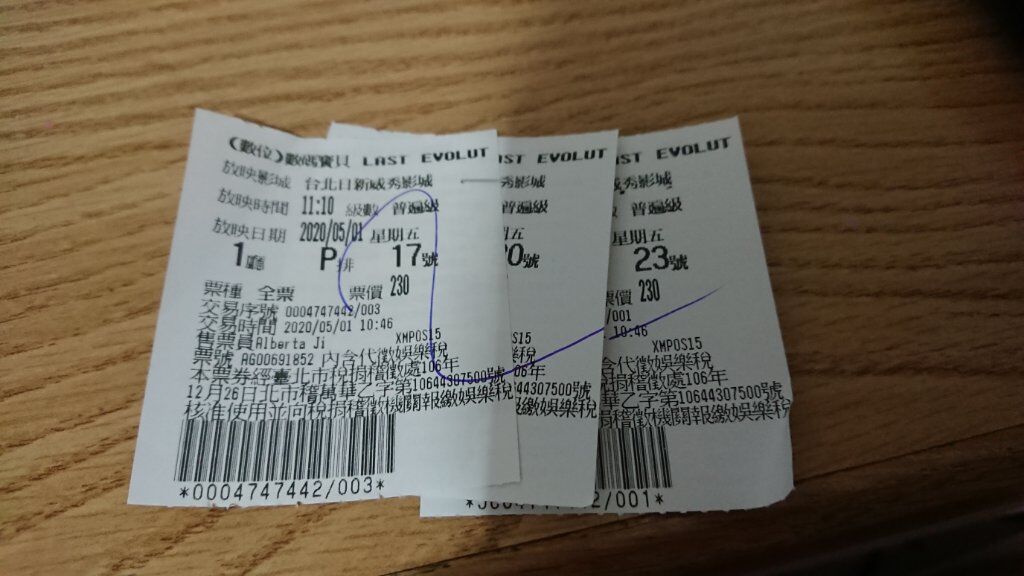 (數位)數碼寶貝 LAST EVOLUT
放映影城 台北日新威秀影城
放映時間 11:10 級數 普遍級
放映日期 2020/05/01 星期五
1廳 P排 17號
票種 全票 票價 230
交易序號 0004747442/003
交易時間 2020/05/01 10:46
售票員Alberta Ji XMPOS15
票號 AG00691852 內含代徵娛樂稅
本票券經臺北市稅捐稽徵處106年
12月26日北市稽萬華乙字第10644307500號
核准使用並向稅捐稽徵機關報繳娛樂稅
*0004747442/003*
ST EVOLUT
秀影城
普遍級
0號
S15
樂稅
06年
44307500號
繳娛樂稅
ST EVOLUT
威秀影城
數 普遍級
星期五
23號
票價 230
/001
10:46
XMPOS15
含代徵娛樂稅
捐稽徵處106年
華乙字第10644307500號
捐稽徵機關報繳娛樂稅
2/001*